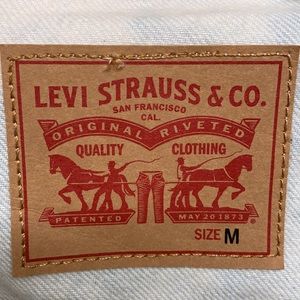 LEVI STRAUSS & CO.
SAN FRANCISCO
CAL.
ORIGINAL RIVETED
QUALITY CLOTHING
PATENTED MAY 20 1873
®
SIZE M